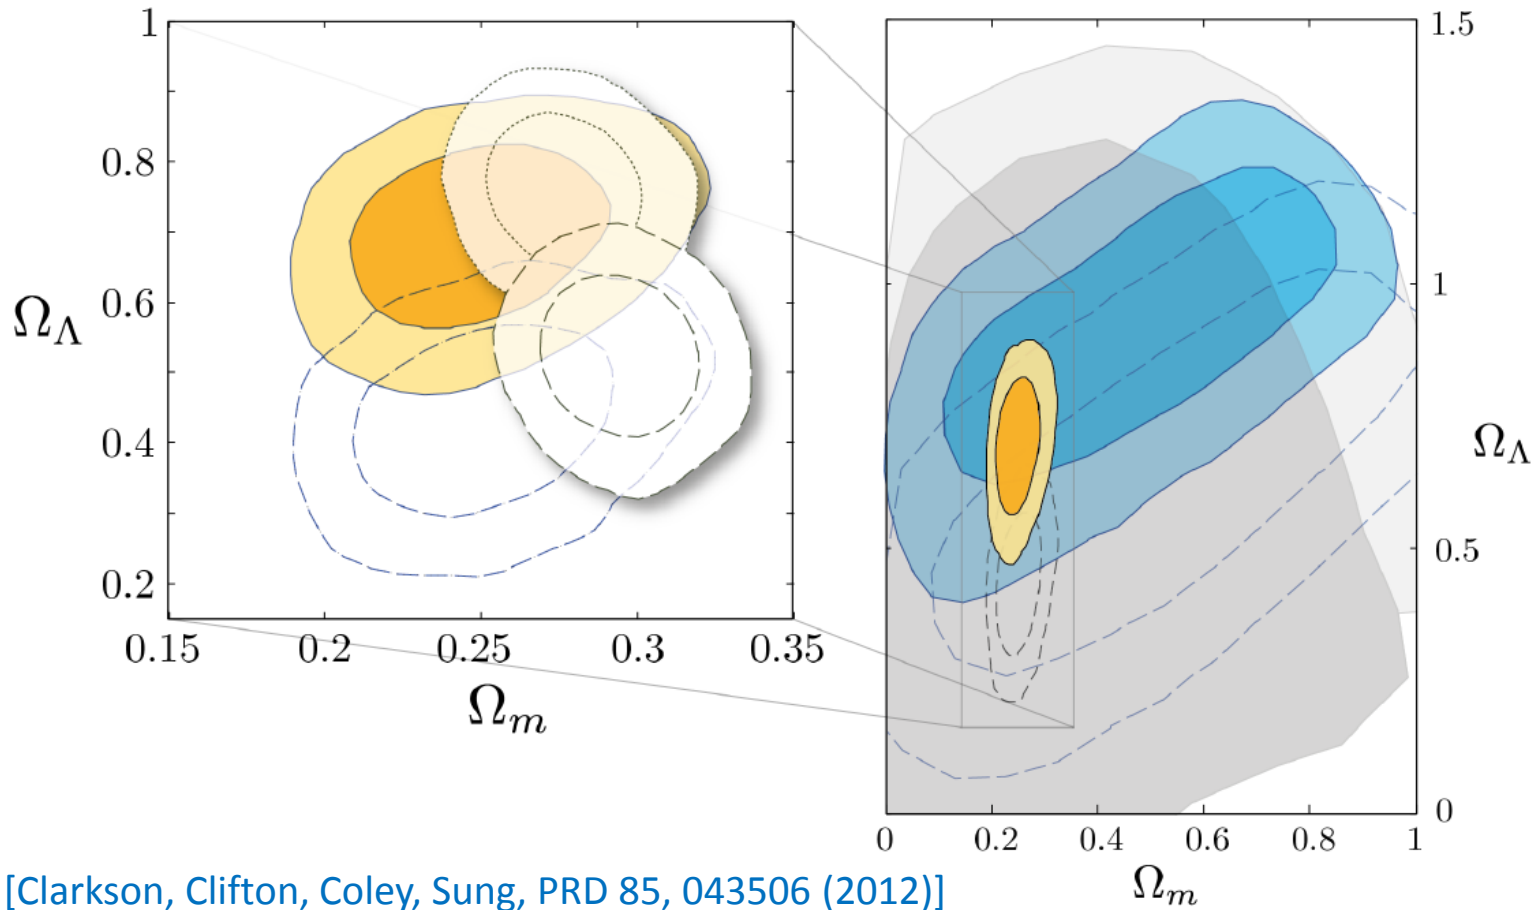 1
0.8
0.6
0.4
0.2
Ω_Λ
0.15 0.2 0.25 0.3 0.35
Ω_m
1.5
1
0.5
0
Ω_Λ
0 0.2 0.4 0.6 0.8 1
Ω_m
[Clarkson, Clifton, Coley, Sung, PRD 85, 043506 (2012)]